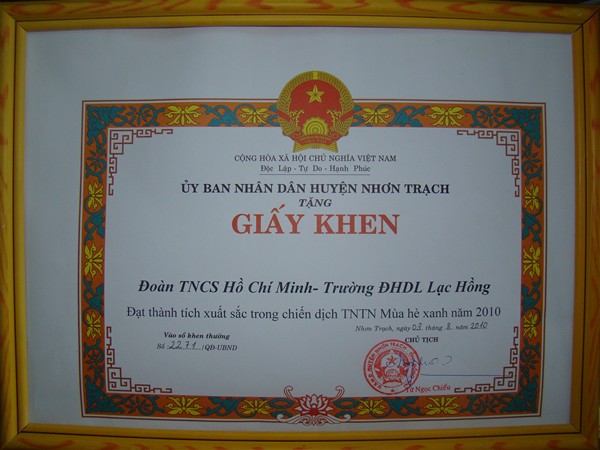 CỘNG HÒA XÃ HỘI CHỦ NGHĨA VIỆT NAM
Độc Lập - Tự Do - Hạnh Phúc
ỦY BAN NHÂN DÂN HUYỆN NHƠN TRẠCH
TẶNG
GIẤY KHEN
Đoàn TNCS Hồ Chí Minh- Trường ĐHDL Lạc Hồng
Đạt thành tích xuất sắc trong chiến dịch TNTN Mùa hè xanh năm 2010
Nhơn Trạch, ngày 03 tháng 8 năm 2010
Vào sổ khen thưởng
Số 2271 /QĐ-UBND
CHỦ TỊCH
Từ Ngọc Chiểu